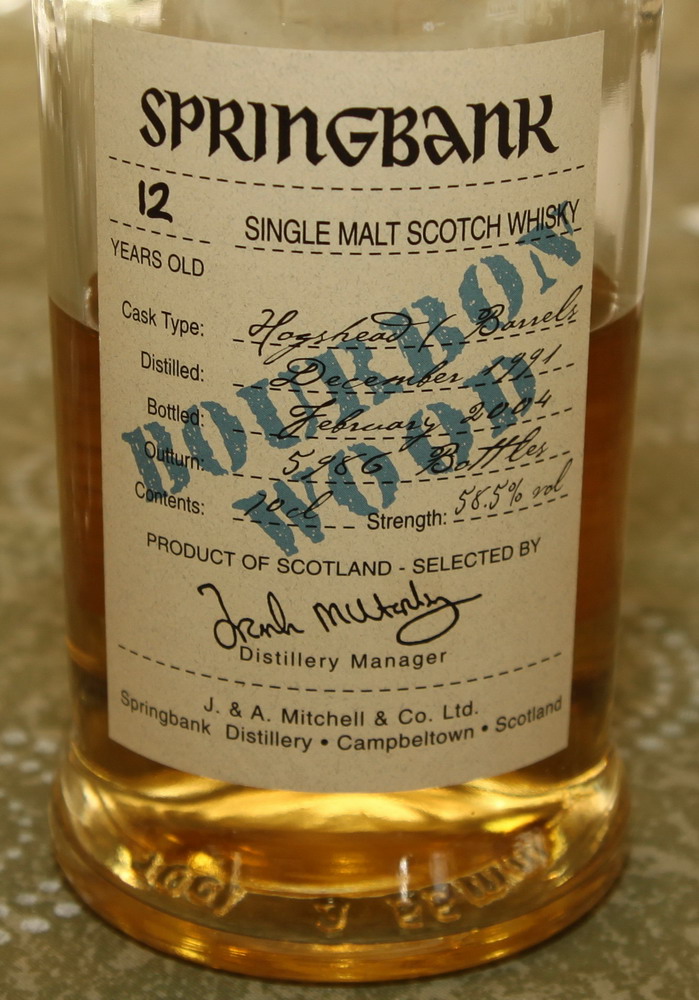 SPRINGBANK
12
YEARS OLD
SINGLE MALT SCOTCH WHISKY
BOURBON
WOOD
Cask Type: Hogshead / Barrels
Distilled: December 1991
Bottled: February 2004
Outturn: 5986 Bottles
Contents: 70cl Strength: 58.5% vol
PRODUCT OF SCOTLAND - SELECTED BY
Distillery Manager
J. & A. Mitchell & Co. Ltd.
Springbank Distillery • Campbeltown • Scotland